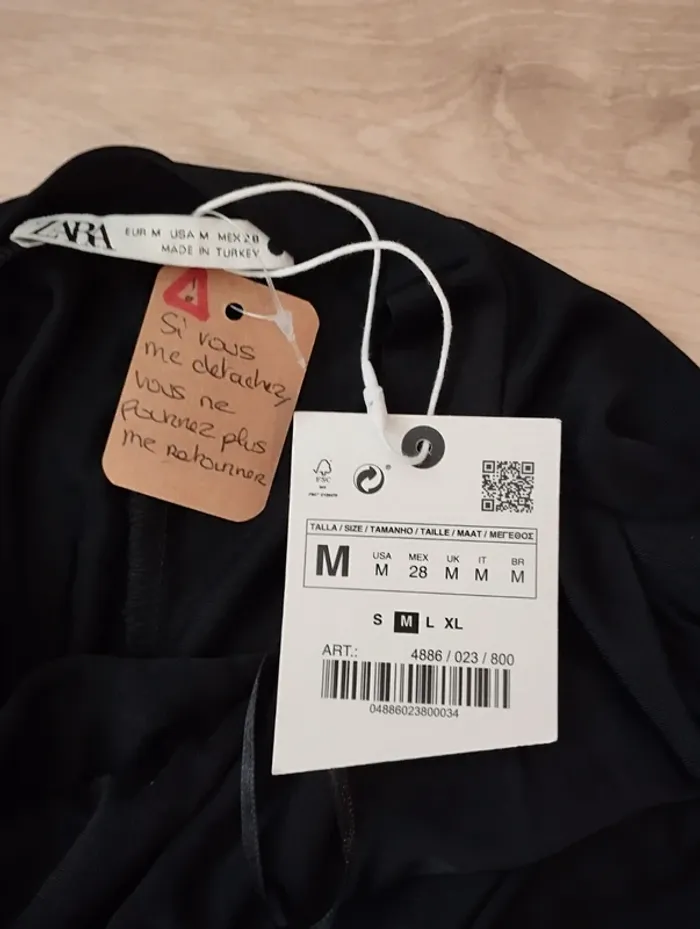 ZARA EUR M USA M MEX 28
MADE IN TURKEY
Si vous
me detachez,
vous ne
pourrez plus
me retourner
FSC
TALLA / SIZE / TAMANHO / TAILLE / MAAT / ΜΕΓΕΘΟΣ
M USA MEX UK IT BR
M 28 M M M
S M L XL
ART.: 4886 / 023 / 800
04886023800034